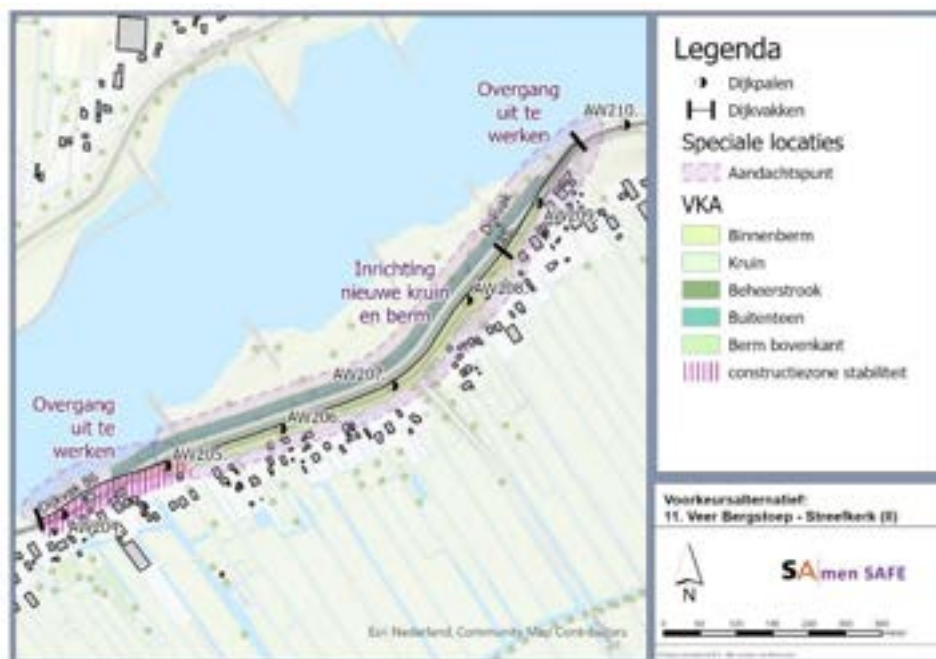 Overgang
uit te
werken
AW210.
AW209.
Inrichting
nieuwe kruin
en berm
AW208.
AW207.
AW206.
Overgang
uit te
werken
AW205.
AW204.
Esri Nederland, Community Map Contributors
Legenda
Dijkpalen
Dijkvakken
Speciale locaties
Aandachtspunt
VKA
Binnenberm
Kruin
Beheerstrook
Buitenteen
Berm bovenkant
constructiezone stabiliteit
Voorkeursalternatief:
11. Veer Bergstoep - Streefkerk (II)
N
SAmen SAFE